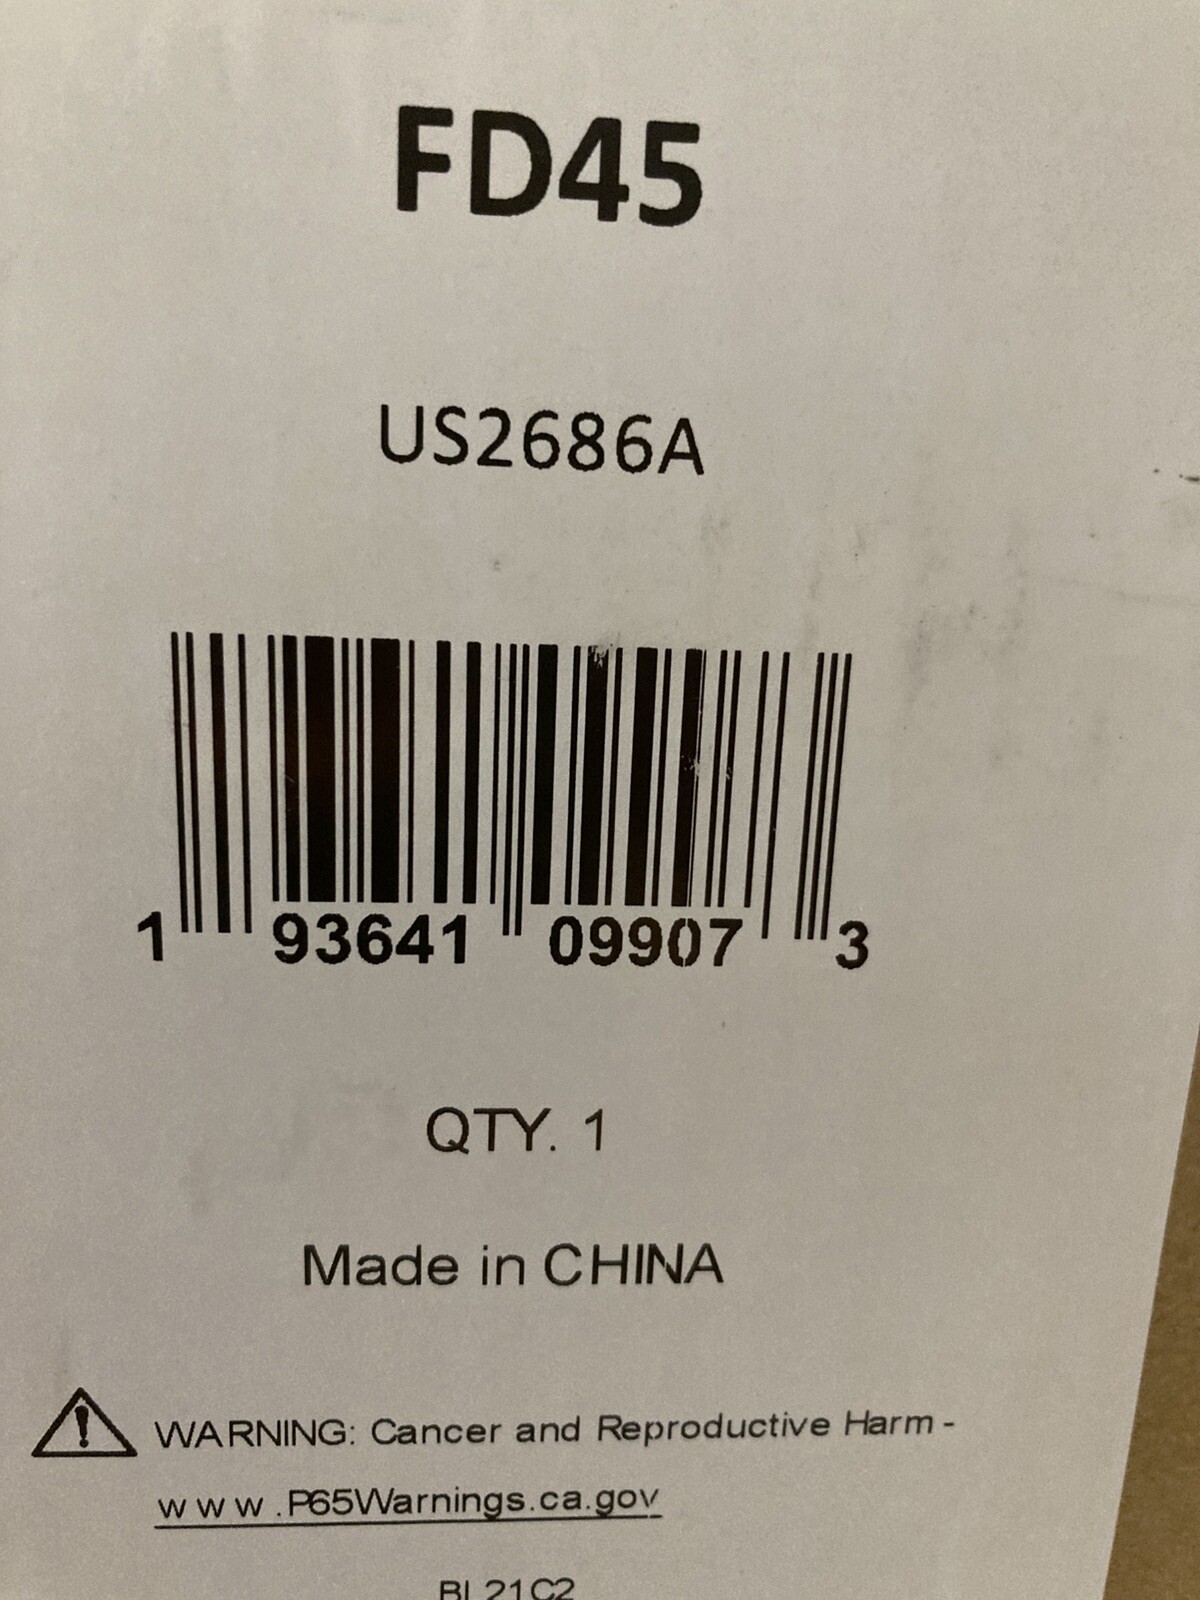 FD45
US2686A
1 93641 09907 3
QTY. 1
Made in CHINA
WARNING: Cancer and Reproductive Harm -
www.P65Warnings.ca.gov
BL21C2